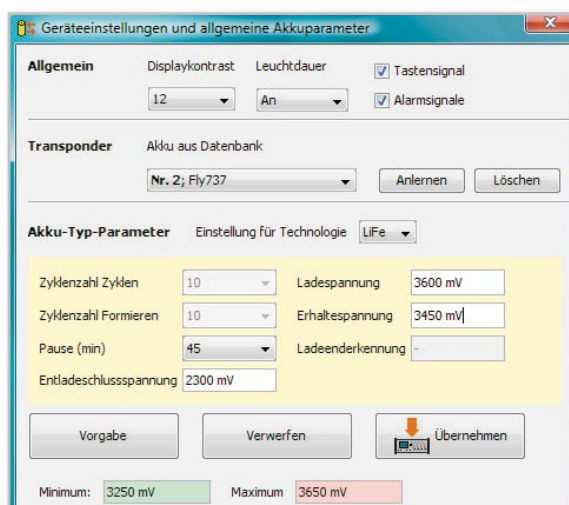 Geräteeinstellungen und allgemeine Akkuparameter
Allgemein Displaykontrast Leuchtdauer Tastensignal
12 An Alarmsignale
Transponder Akku aus Datenbank
Nr. 2; Fly737 Anlernen Löschen
Akku-Typ-Parameter Einstellung für Technologie LiFe
Zyklenzahl Zyklen 10 Ladespannung 3600 mV
Zyklenzahl Formieren 10 Erhaltespannung 3450 mV
Pause (min) 45 Ladeenderkennung -
Entladeschlussspannung 2300 mV
Vorgabe Verwerfen Übernehmen
Minimum: 3250 mV Maximum 3650 mV